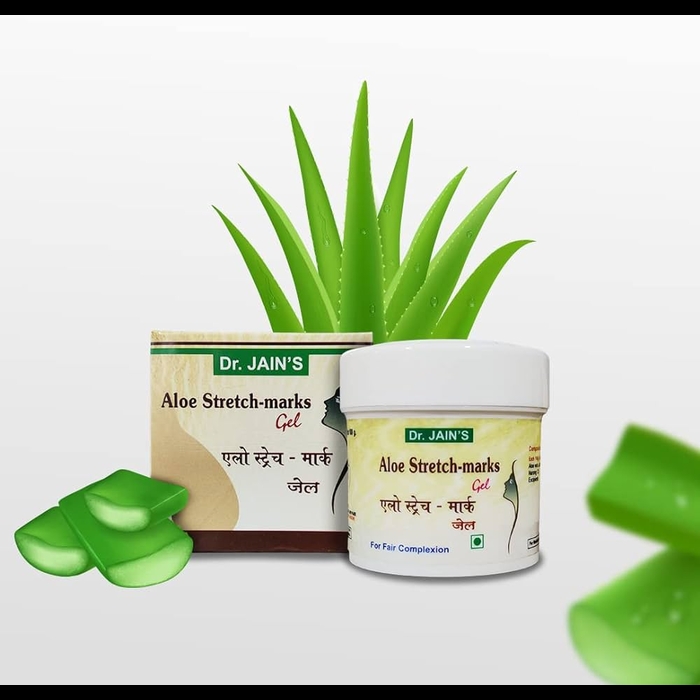 Dr. JAIN'S
Aloe Stretch-marks
Gel
एलो स्ट्रेच - मार्क
जेल
Dr. JAIN'S
Aloe Stretch-marks
Gel
एलो स्ट्रेच - मार्क
जेल
For Fair Complexion